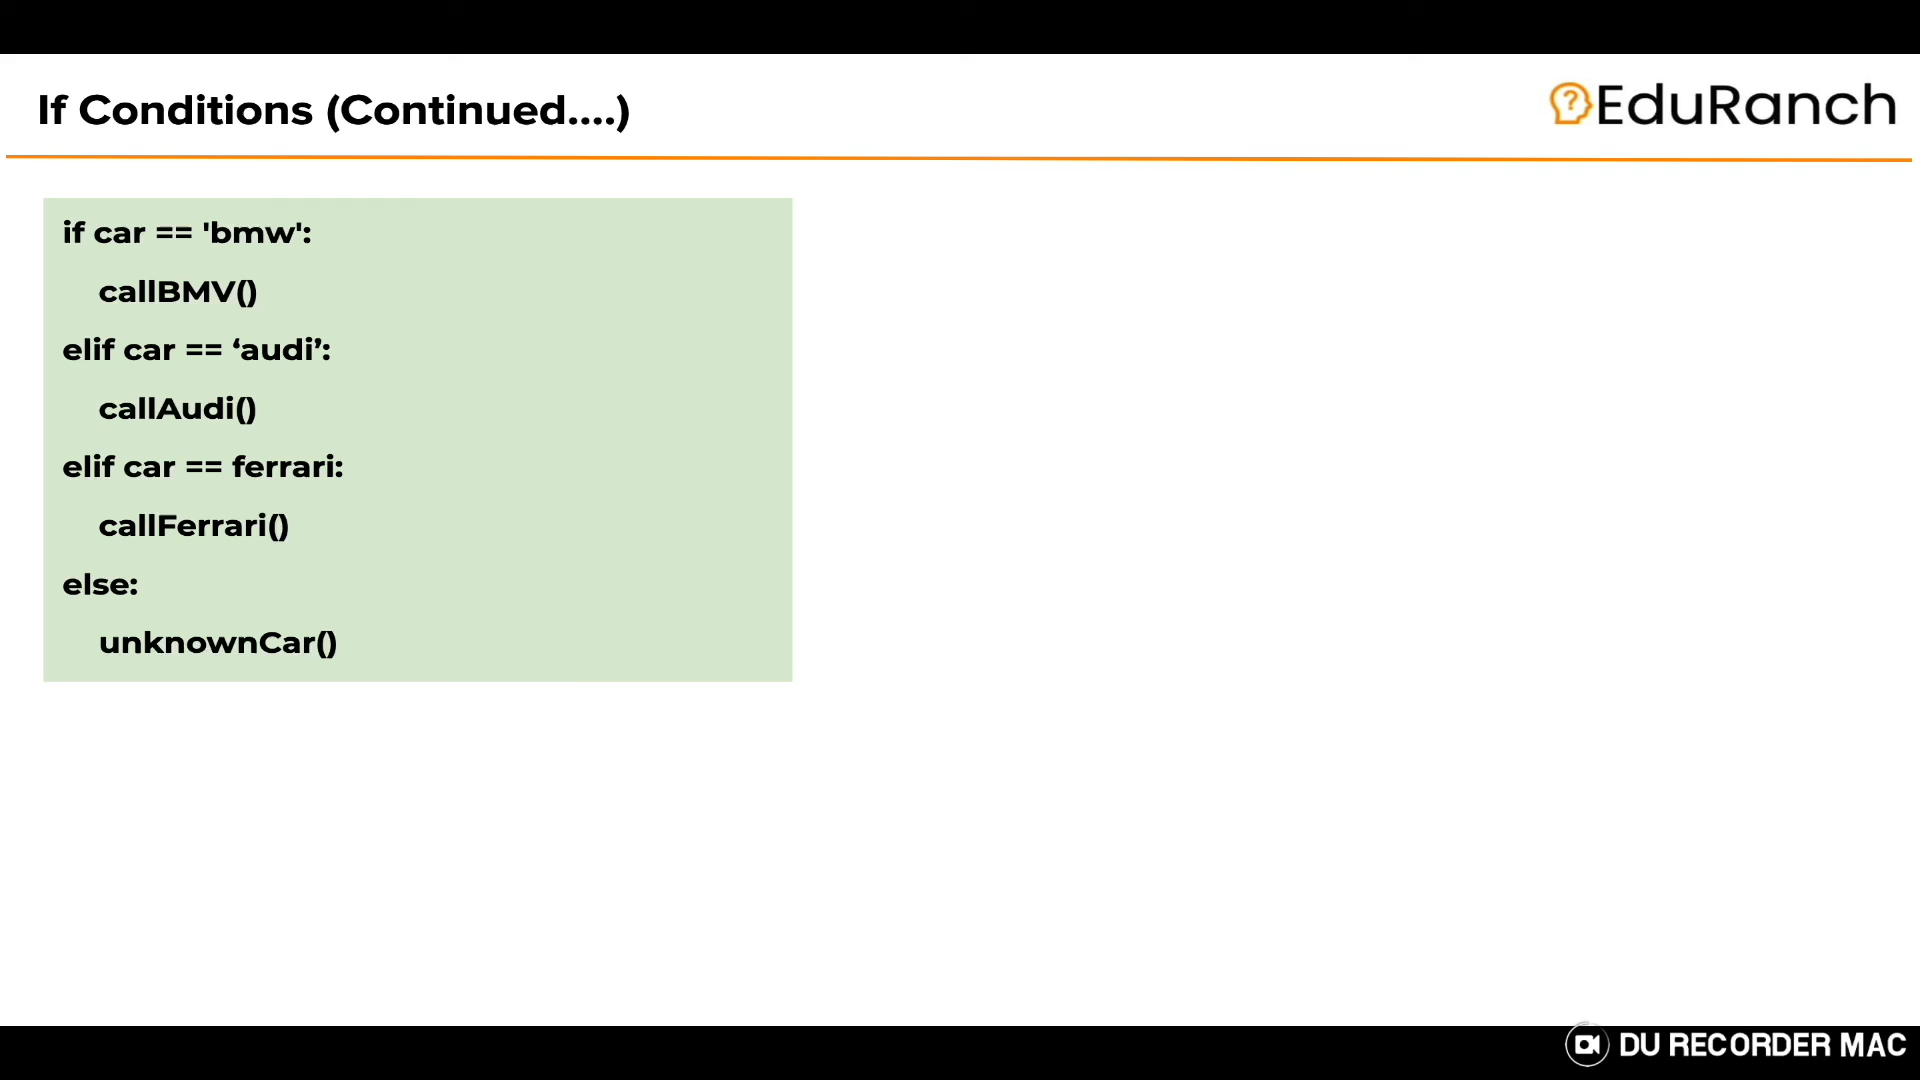 If Conditions (Continued....)
EduRanch
if car == 'bmw':
callBMV()
elif car == ‘audi’:
callAudi()
elif car == ferrari:
callFerrari()
else:
unknownCar()
DU RECORDER MAC